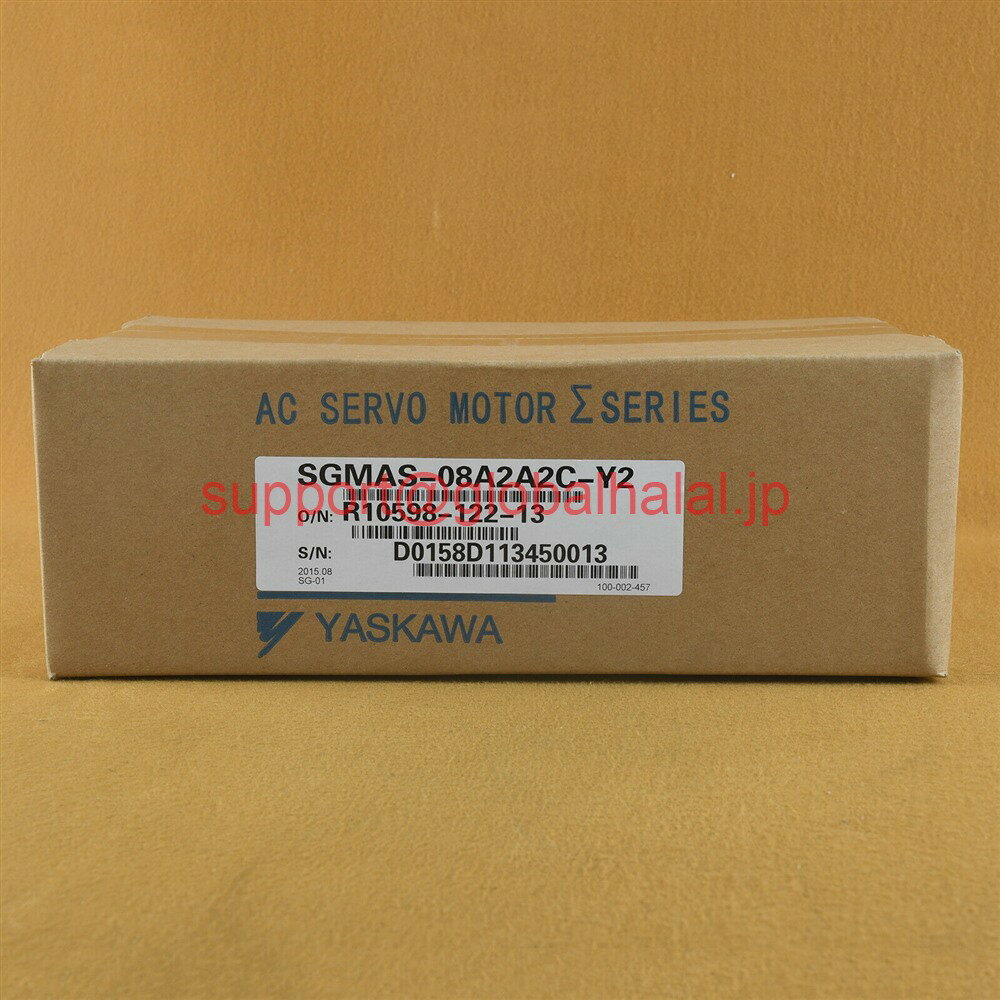 AC SERVO MOTOR Σ SERIES
SGMAS-08A2A2C-Y2
support@globalhalal.jp
O/N: R10598-122-13
S/N: D0158D113450013
2015.08
SG-01
100-002-457
YASKAWA